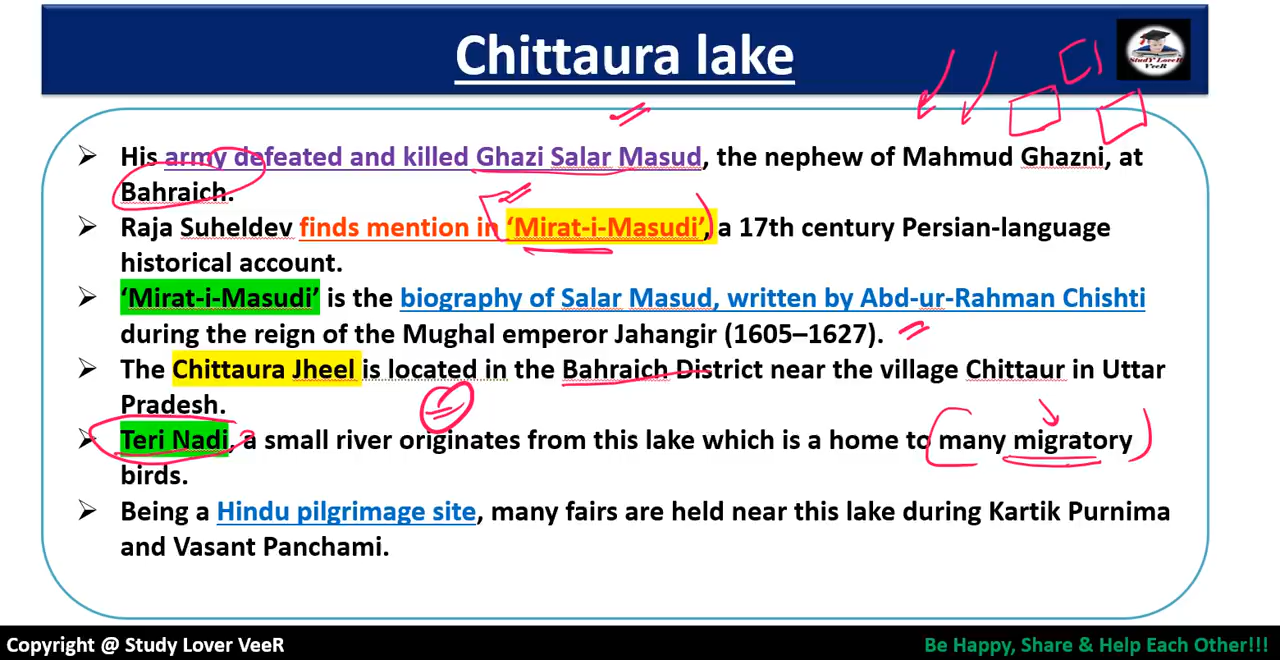 Chittaura lake
StudY LoveR
VeeR
➢ His army defeated and killed Ghazi Salar Masud, the nephew of Mahmud Ghazni, at
Bahraich.
➢ Raja Suheldev finds mention in ‘Mirat-i-Masudi’, a 17th century Persian-language
historical account.
➢ ‘Mirat-i-Masudi’ is the biography of Salar Masud, written by Abd-ur-Rahman Chishti
during the reign of the Mughal emperor Jahangir (1605–1627).
➢ The Chittaura Jheel is located in the Bahraich District near the village Chittaur in Uttar
Pradesh.
➢ Teri Nadi, a small river originates from this lake which is a home to many migratory
birds.
➢ Being a Hindu pilgrimage site, many fairs are held near this lake during Kartik Purnima
and Vasant Panchami.
Copyright @ Study Lover VeeR
Be Happy, Share & Help Each Other!!!